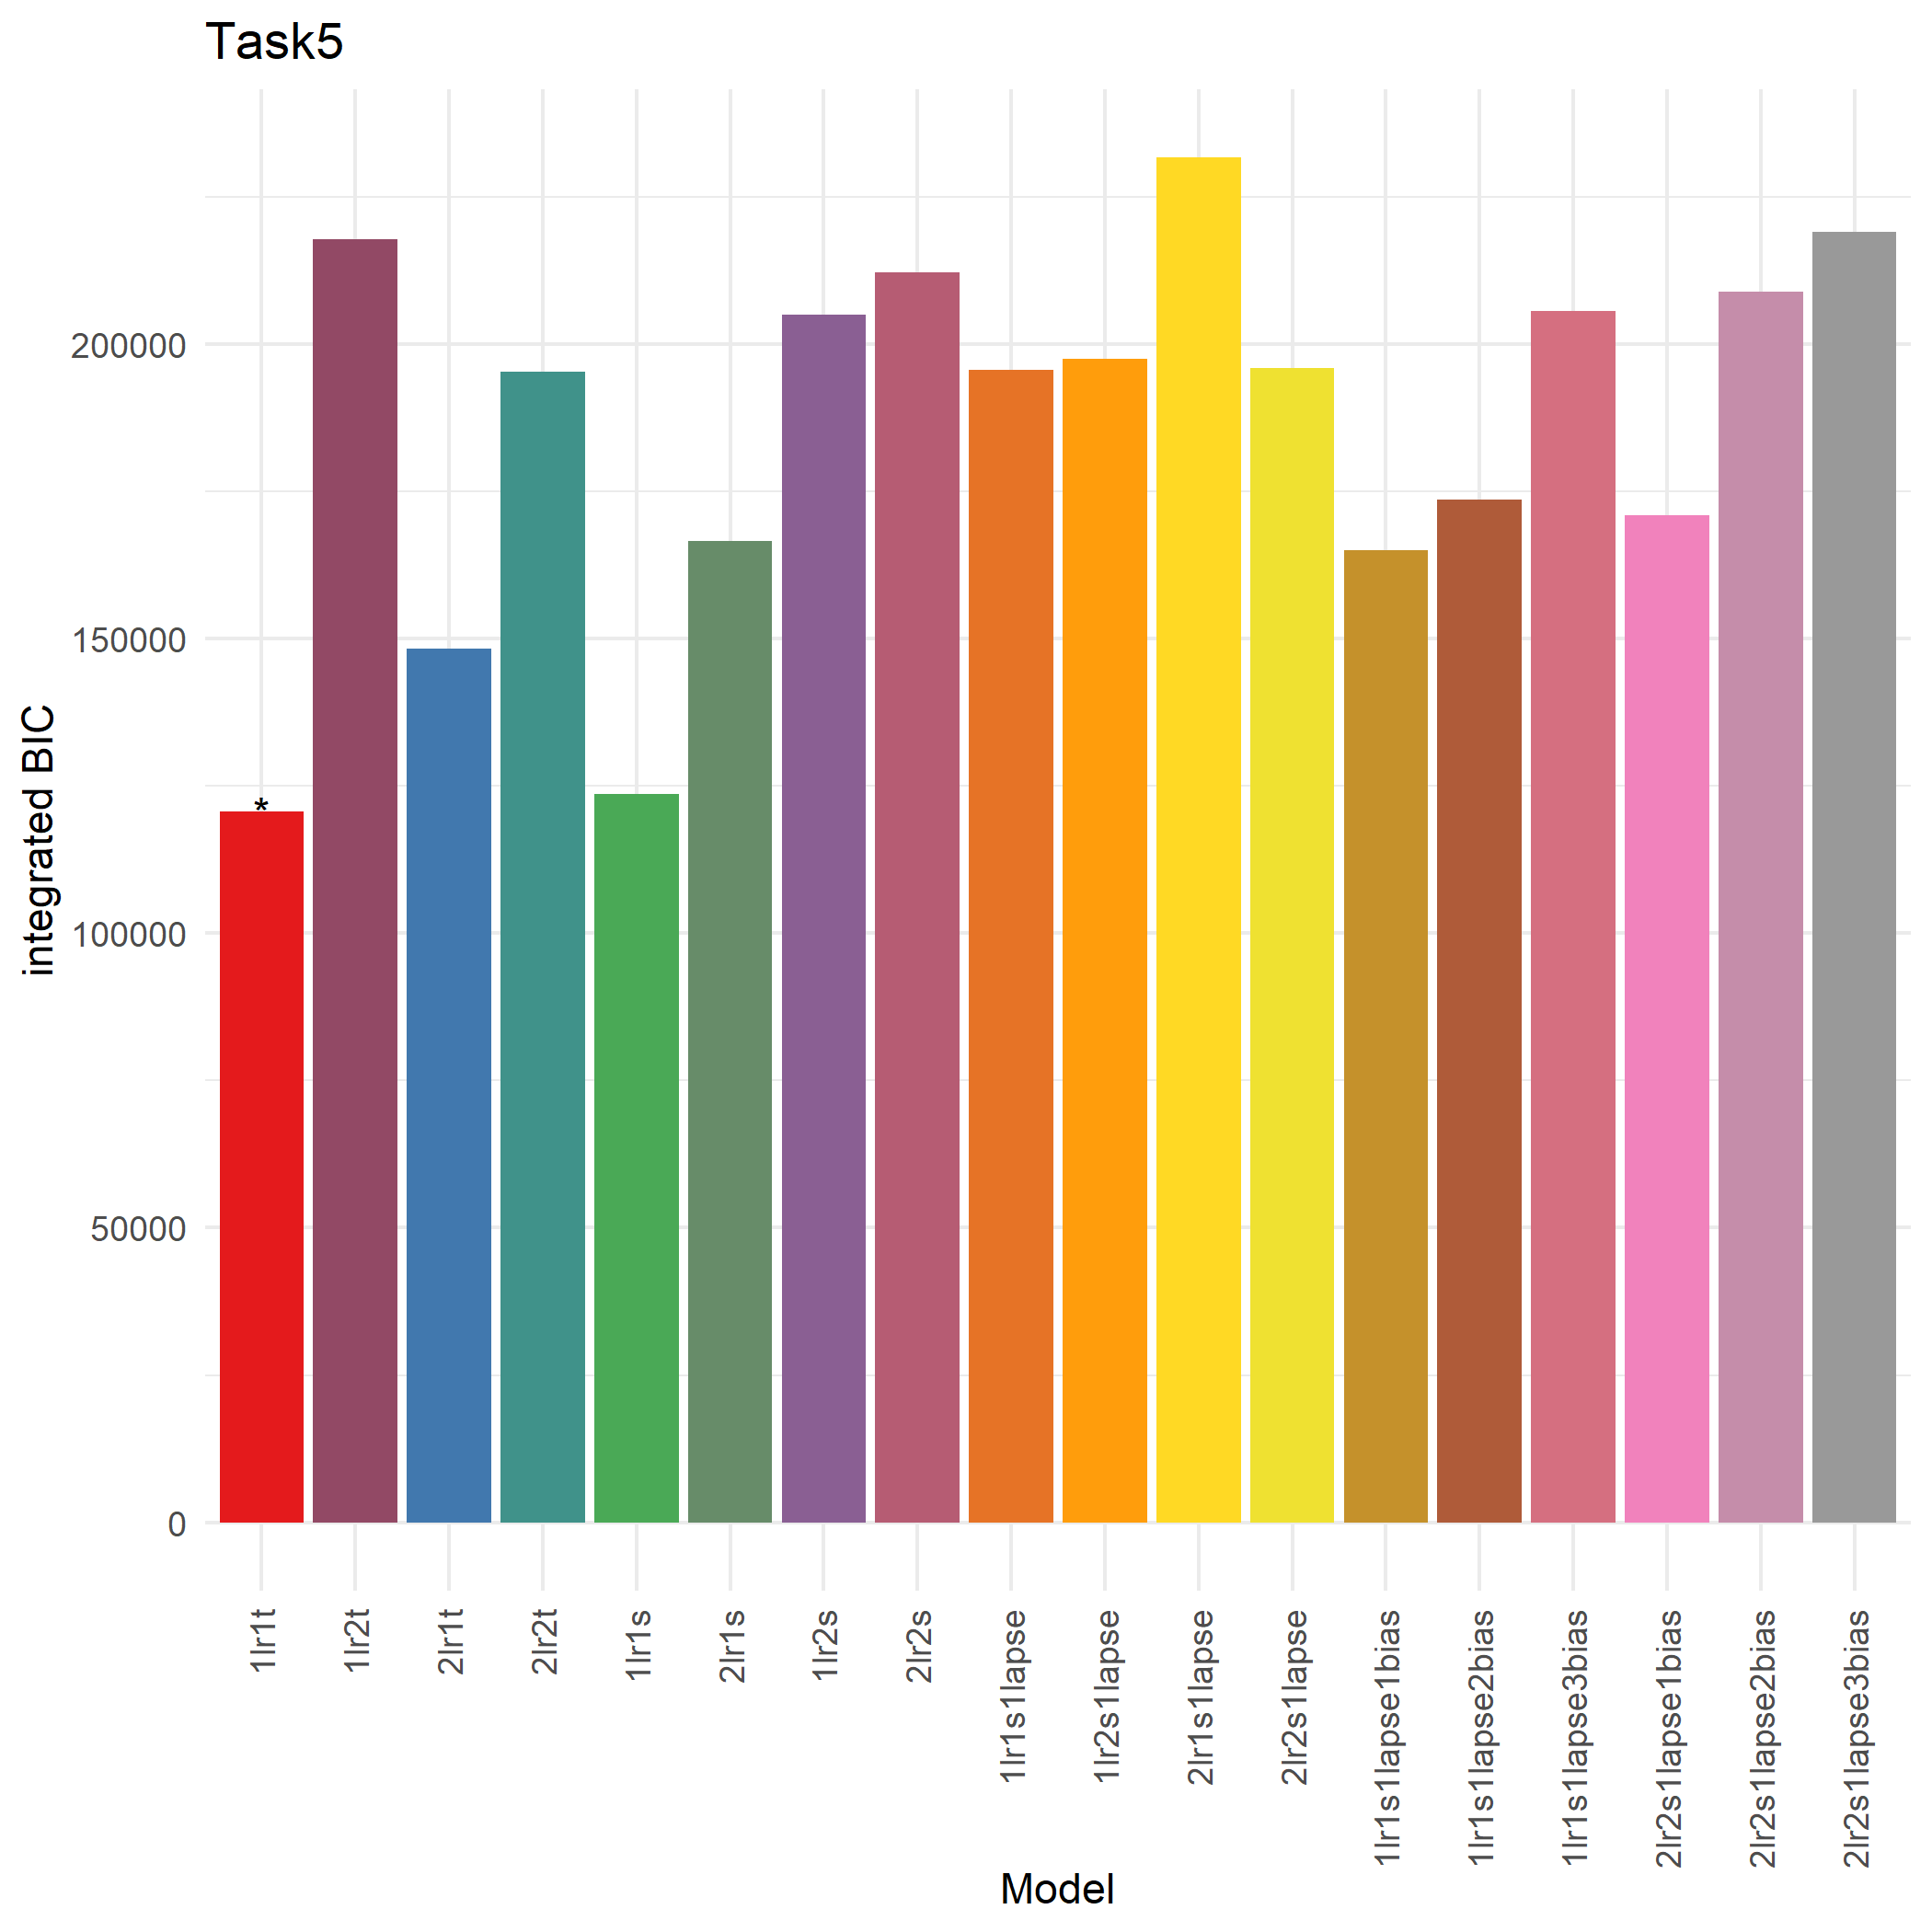 Task5
integrated BIC
200000
150000
100000
50000
0
*
1lr1t
1lr2t
2lr1t
2lr2t
1lr1s
2lr1s
1lr2s
2lr2s
1lr1s1lapse
1lr2s1lapse
2lr1s1lapse
2lr2s1lapse
1lr1s1lapse1bias
1lr1s1lapse2bias
1lr1s1lapse3bias
2lr2s1lapse1bias
2lr2s1lapse2bias
2lr2s1lapse3bias
Model